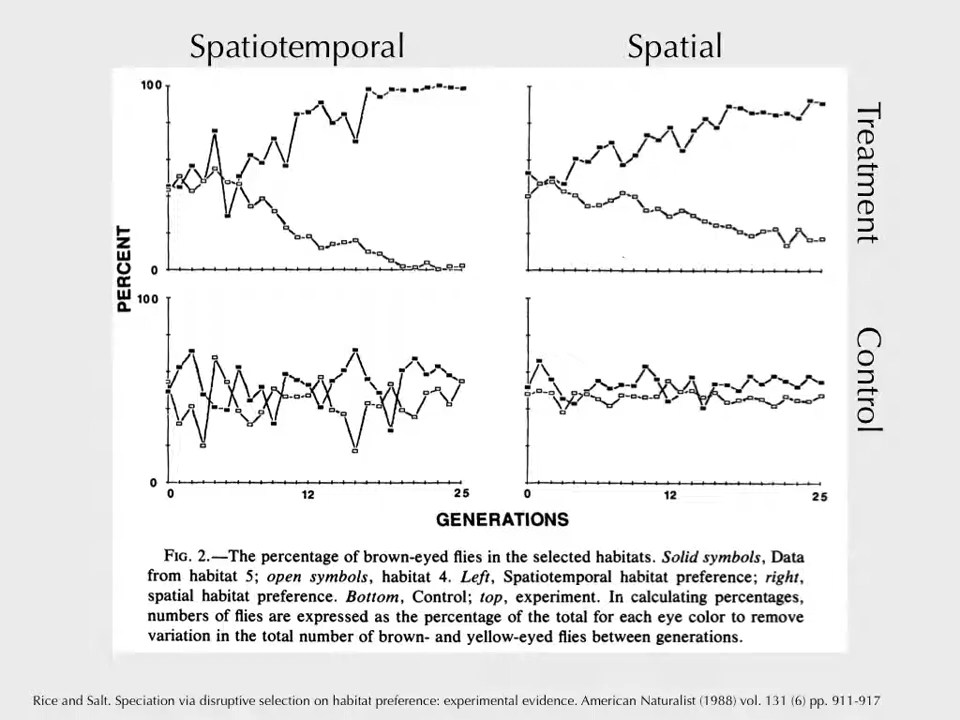 Spatiotemporal
Spatial
100
Treatment
0
PERCENT
100
Control
0
0
12
25
0
12
25
GENERATIONS
FIG. 2.—The percentage of brown-eyed flies in the selected habitats. Solid symbols, Data
from habitat 5; open symbols, habitat 4. Left, Spatiotemporal habitat preference; right,
spatial habitat preference. Bottom, Control; top, experiment. In calculating percentages,
numbers of flies are expressed as the percentage of the total for each eye color to remove
variation in the total number of brown- and yellow-eyed flies between generations.
Rice and Salt. Speciation via disruptive selection on habitat preference: experimental evidence. American Naturalist (1988) vol. 131 (6) pp. 911-917